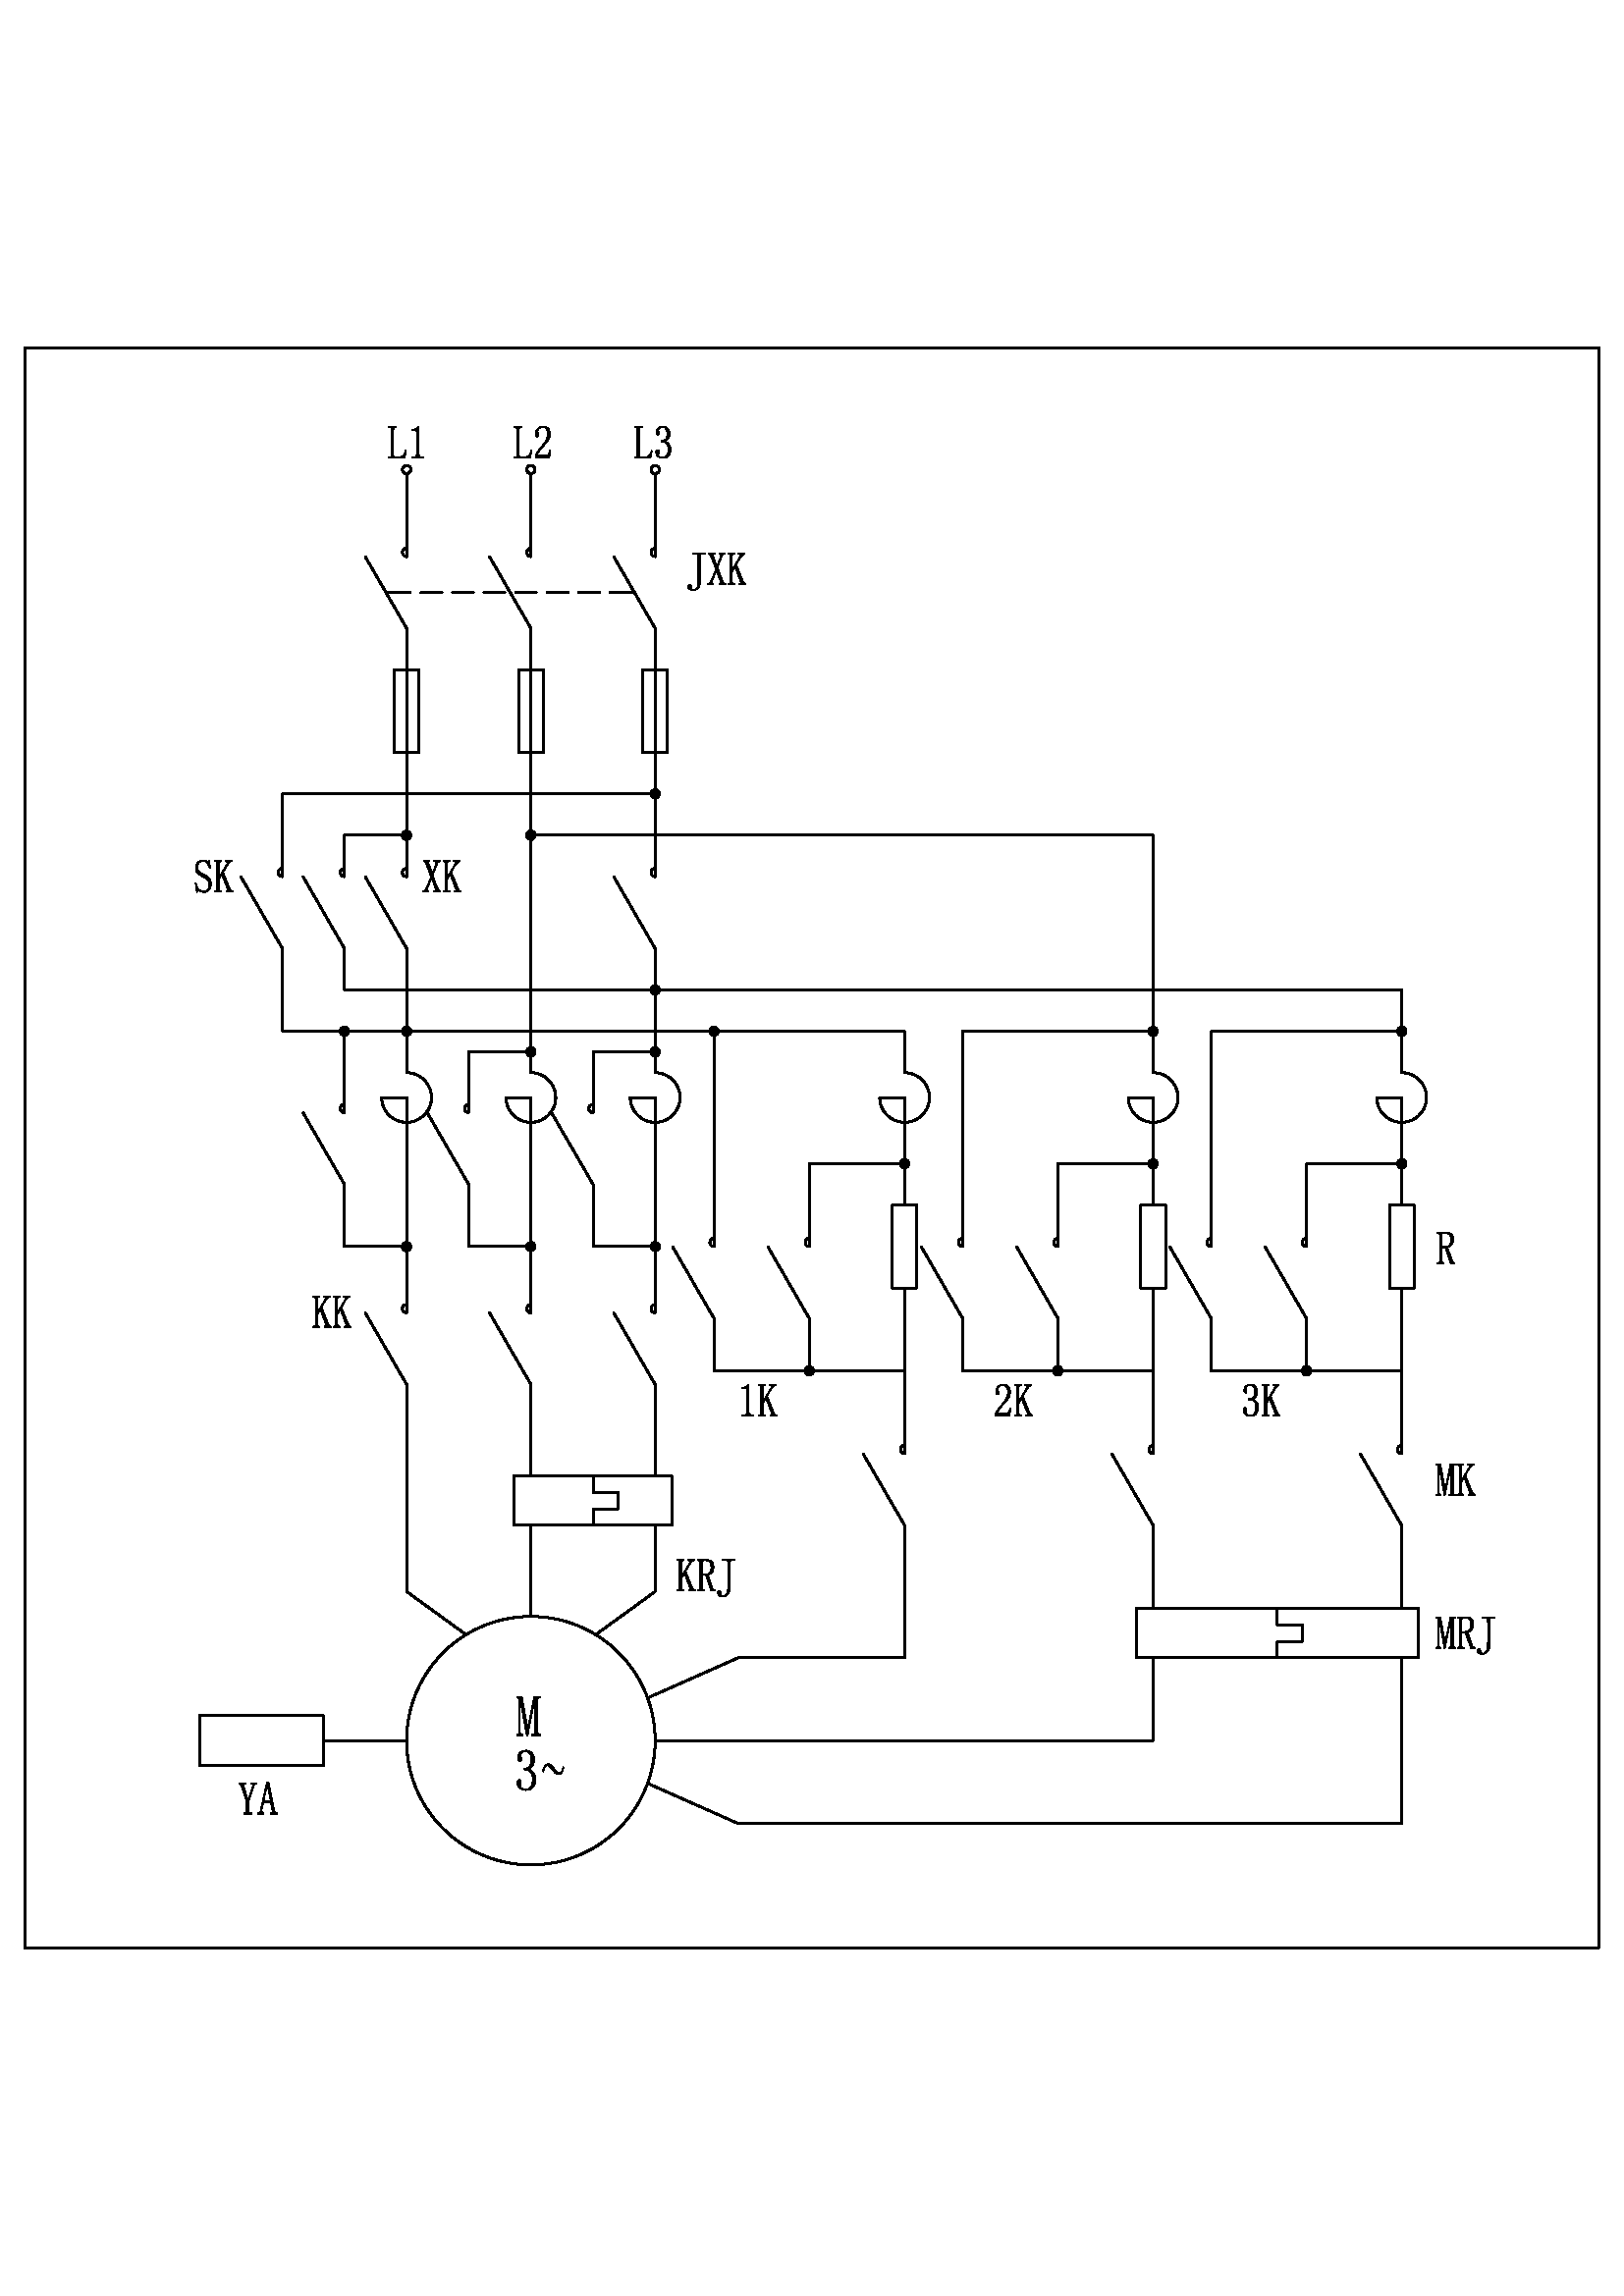 L1 L2 L3
JXK
SK XK
R
KK
1K 2K 3K
MK
KRJ
MRJ
M
3~
YA